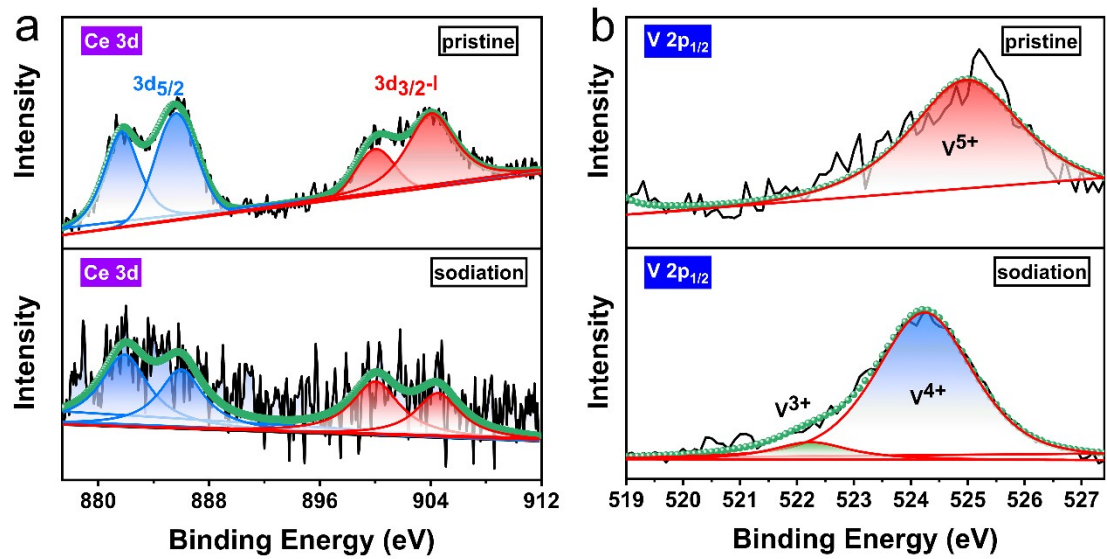 a
Ce 3d
pristine
3d5/2
3d3/2-I
Intensity
Ce 3d
sodiation
Intensity
880 888 896 904 912
Binding Energy (eV)
b
V 2p1/2
pristine
V5+
Intensity
V 2p1/2
sodiation
V3+
V4+
Intensity
519 520 521 522 523 524 525 526 527
Binding Energy (eV)